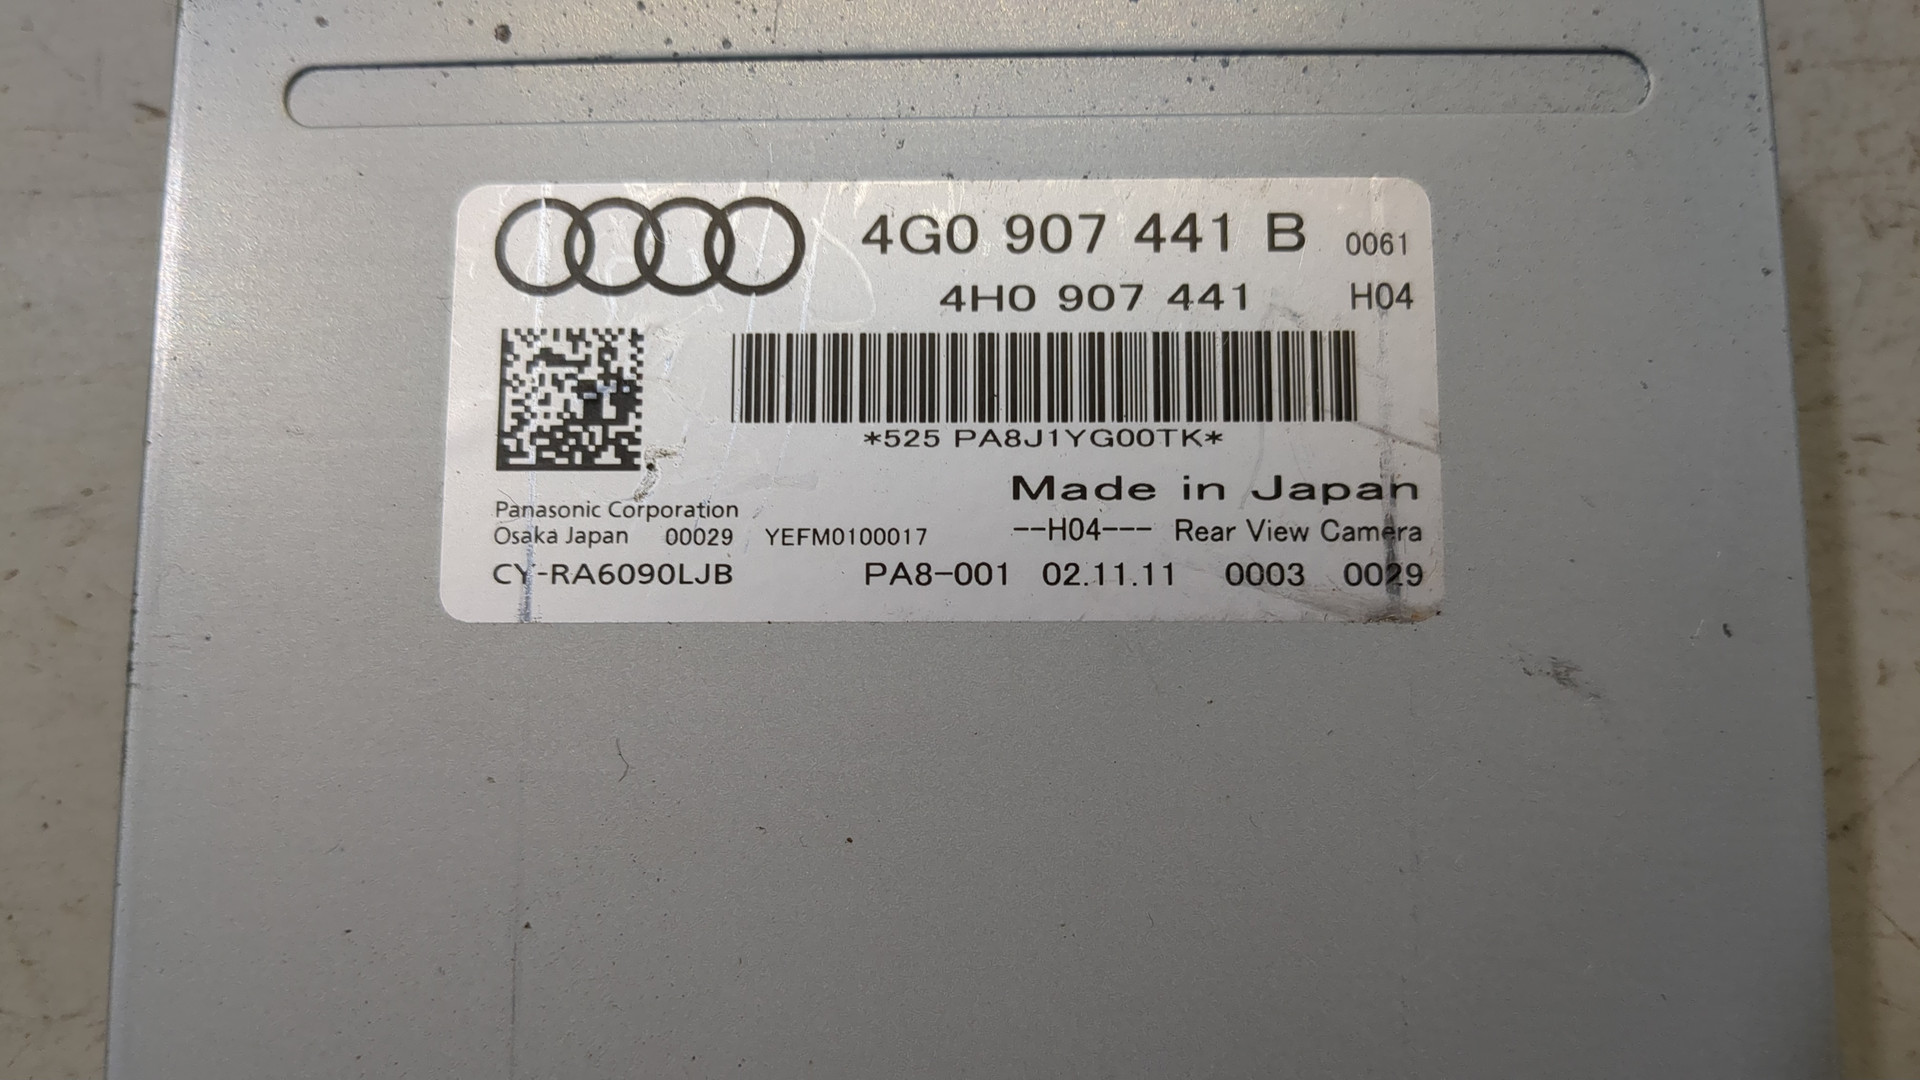 4G0 907 441 B 0061
4H0 907 441 H04
*525 PA8J1YG00TK*
Made in Japan
Panasonic Corporation
Osaka Japan 00029 YEFM0100017 --H04--- Rear View Camera
CY-RA6090LJB PA8-001 02.11.11 0003 0029